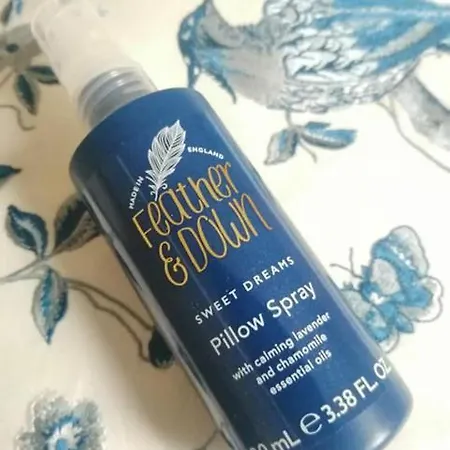 MADE IN ENGLAND
Feather
& DOWN
SWEET DREAMS
Pillow Spray
with calming lavender
and chamomile
essential oils
mL ℮ 3.38 FL OZ